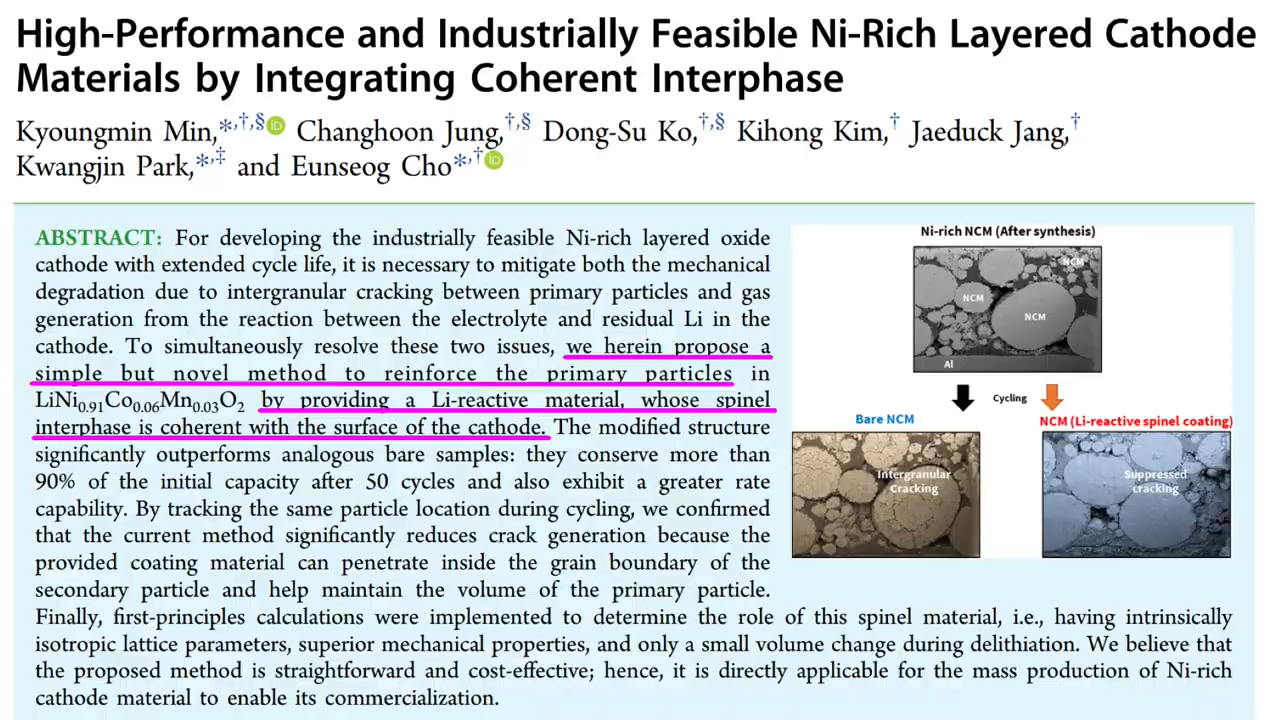 High-Performance and Industrially Feasible Ni-Rich Layered Cathode
Materials by Integrating Coherent Interphase
Kyoungmin Min,*,†,§ Changhoon Jung,†,§ Dong-Su Ko,†,§ Kihong Kim,† Jaeduck Jang,†
Kwangjin Park,*,‡ and Eunseog Cho*,†
ABSTRACT: For developing the industrially feasible Ni-rich layered oxide
cathode with extended cycle life, it is necessary to mitigate both the mechanical
degradation due to intergranular cracking between primary particles and gas
generation from the reaction between the electrolyte and residual Li in the
cathode. To simultaneously resolve these two issues, we herein propose a
simple but novel method to reinforce the primary particles in
LiNi0.91Co0.06Mn0.03O2 by providing a Li-reactive material, whose spinel
interphase is coherent with the surface of the cathode. The modified structure
significantly outperforms analogous bare samples: they conserve more than
90% of the initial capacity after 50 cycles and also exhibit a greater rate
capability. By tracking the same particle location during cycling, we confirmed
that the current method significantly reduces crack generation because the
provided coating material can penetrate inside the grain boundary of the
secondary particle and help maintain the volume of the primary particle.
Finally, first-principles calculations were implemented to determine the role of this spinel material, i.e., having intrinsically
isotropic lattice parameters, superior mechanical properties, and only a small volume change during delithiation. We believe that
the proposed method is straightforward and cost-effective; hence, it is directly applicable for the mass production of Ni-rich
cathode material to enable its commercialization.
Ni-rich NCM (After synthesis)
NCM
NCM
NCM
Al
Cycling
Bare NCM
NCM (Li-reactive spinel coating)
Intergranular
Cracking
Suppressed
cracking